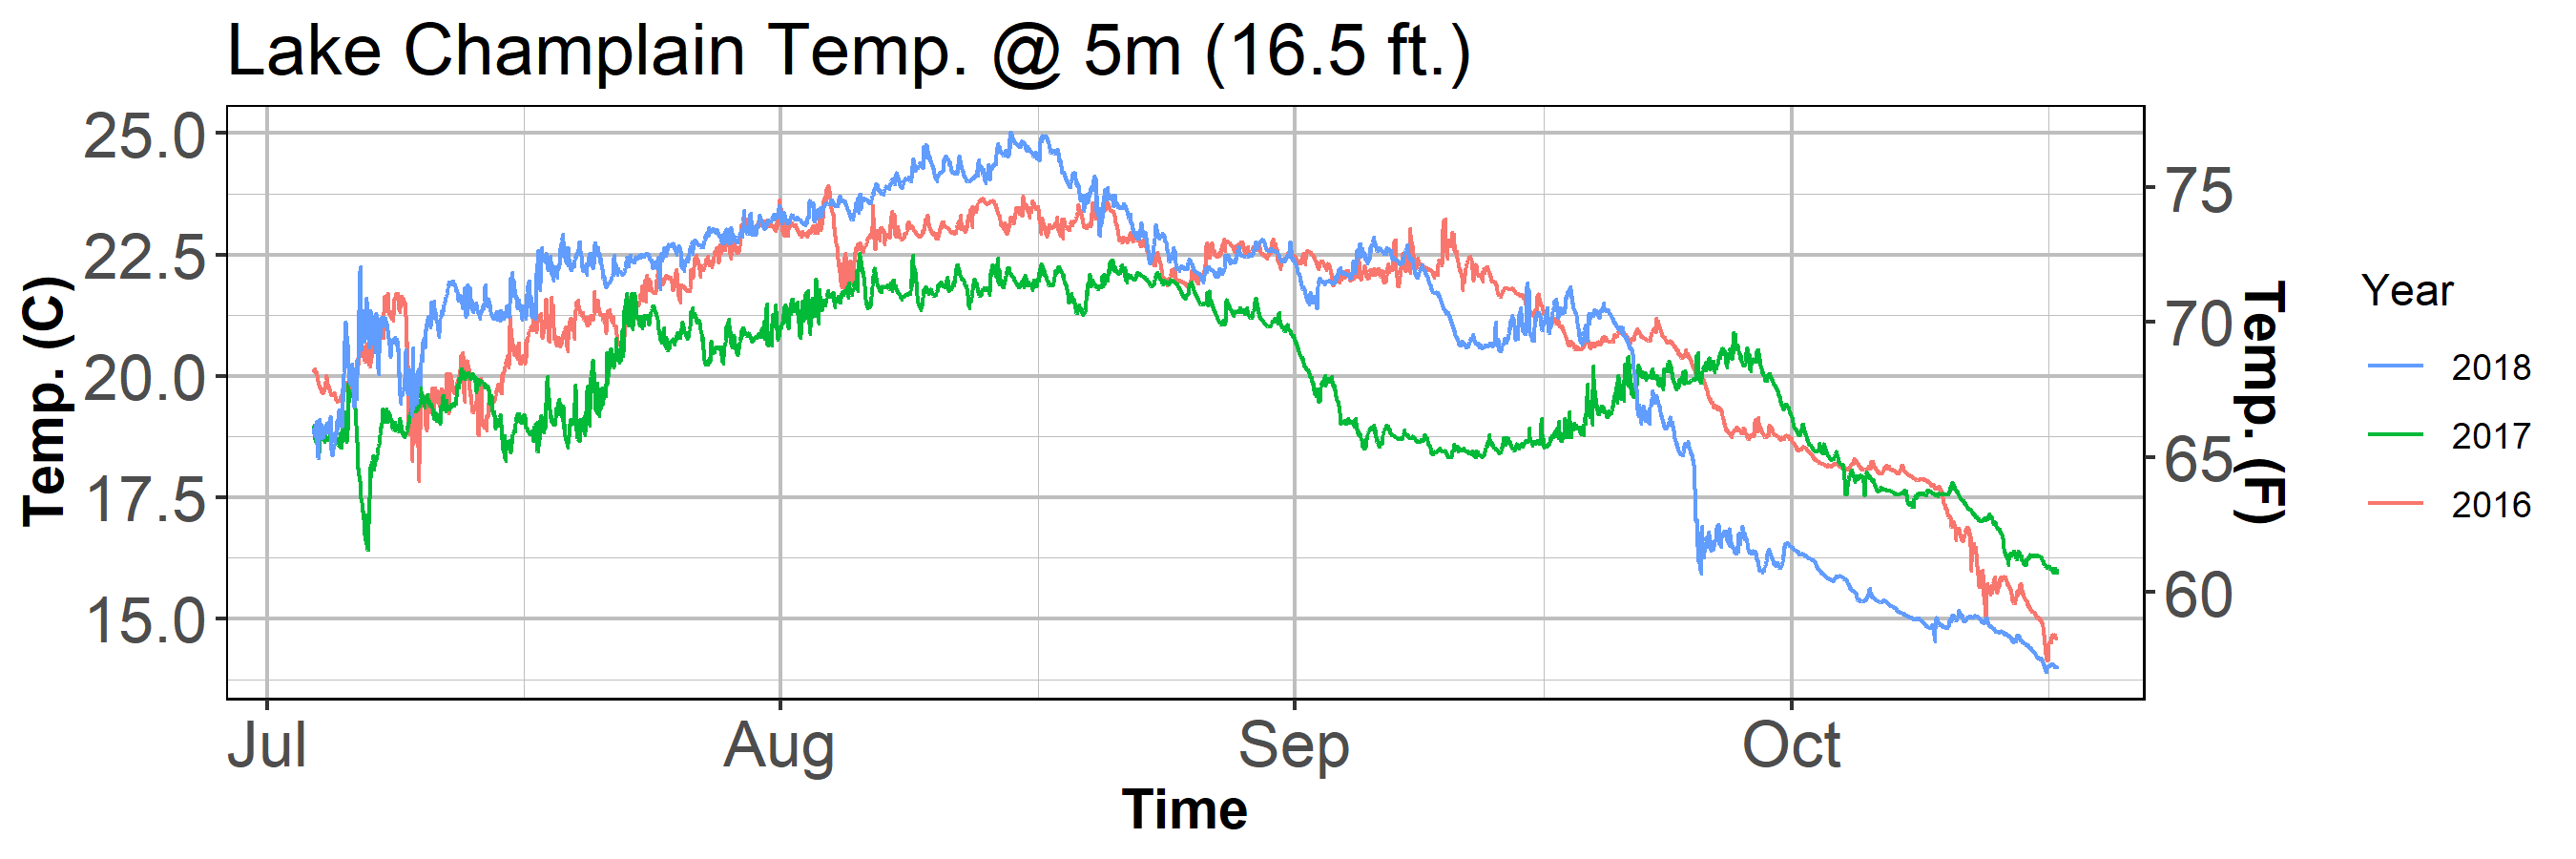 Lake Champlain Temp. @ 5m (16.5 ft.)
Temp. (C)
25.0
22.5
20.0
17.5
15.0
75
70
65
60
Temp. (F)
Jul Aug Sep Oct
Time
Year
2018
2017
2016